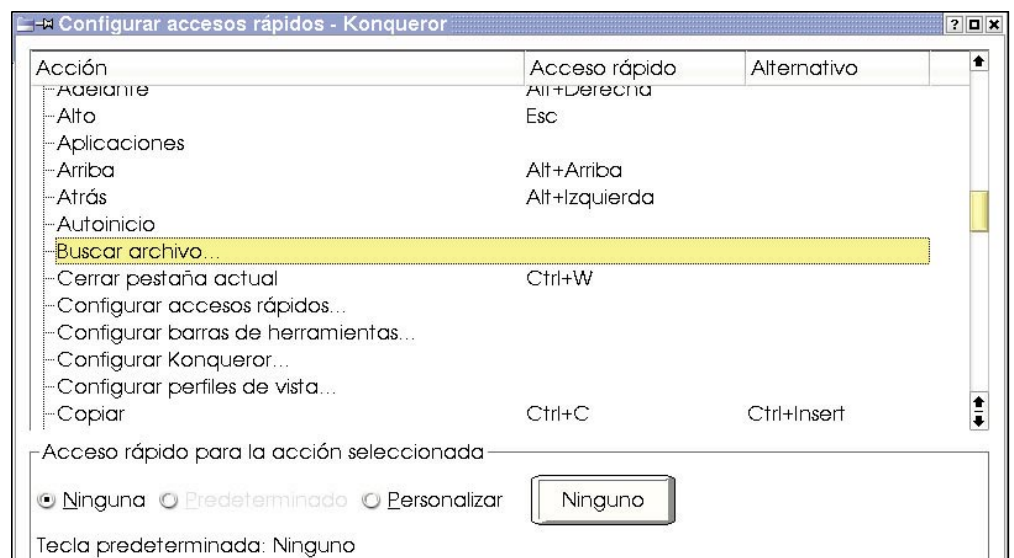 Configurar accesos rápidos - Konqueror
Acción Acceso rápido Alternativo
Adelante Alt+Derecha
Alto Esc
Aplicaciones
Arriba Alt+Arriba
Atrás Alt+Izquierda
Autoinicio
Buscar archivo...
Cerrar pestaña actual Ctrl+W
Configurar accesos rápidos...
Configurar barras de herramientas...
Configurar Konqueror...
Configurar perfiles de vista...
Copiar Ctrl+C Ctrl+Insert
Acceso rápido para la acción seleccionada
Ninguna Predeterminado Personalizar Ninguno
Tecla predeterminada: Ninguno